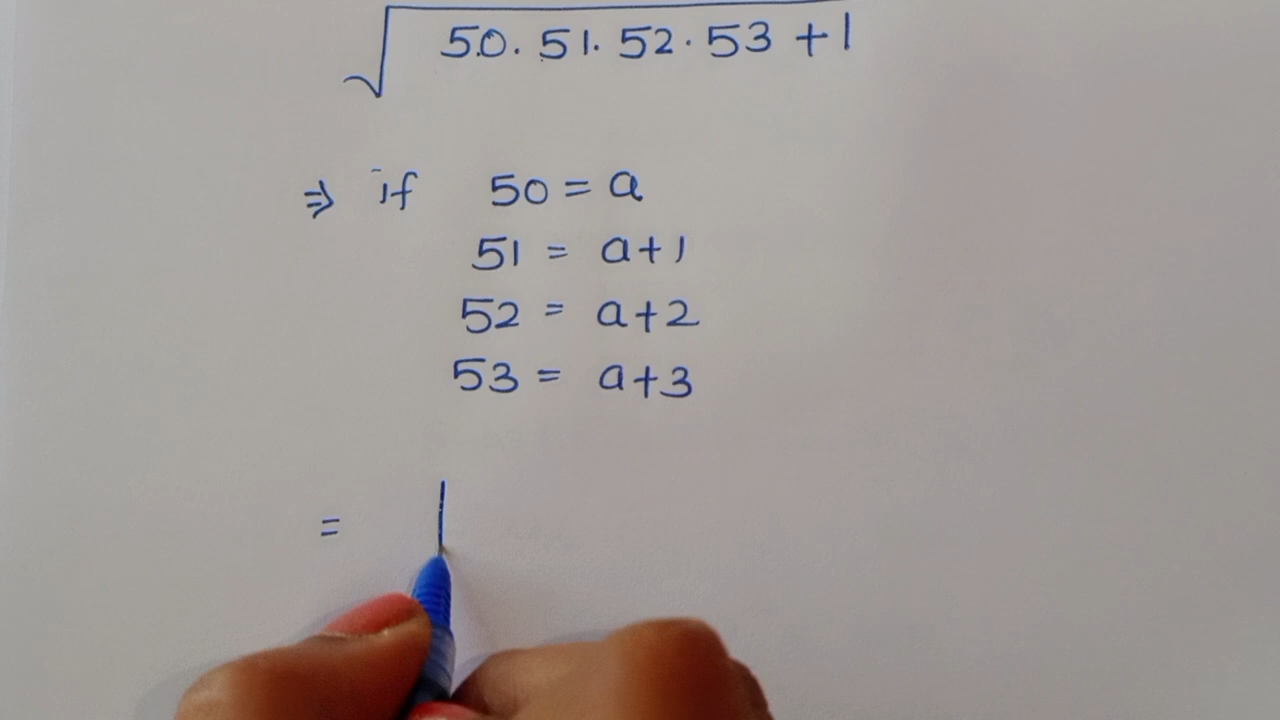 √50.51.52.53+1
⇒ if 50 = a
51 = a+1
52 = a+2
53 = a+3
=